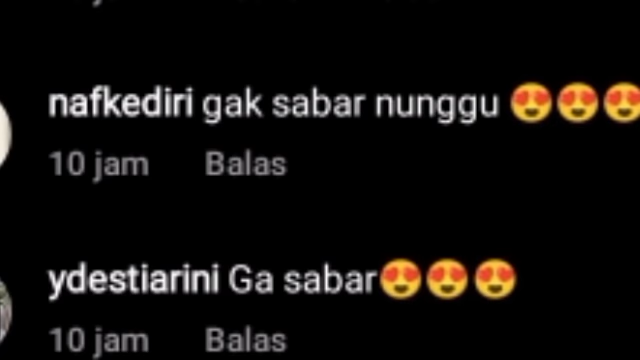 nafkediri gak sabar nunggu 😍😍😍
10 jam Balas
ydestiarini Ga sabar😍😍😍
10 jam Balas